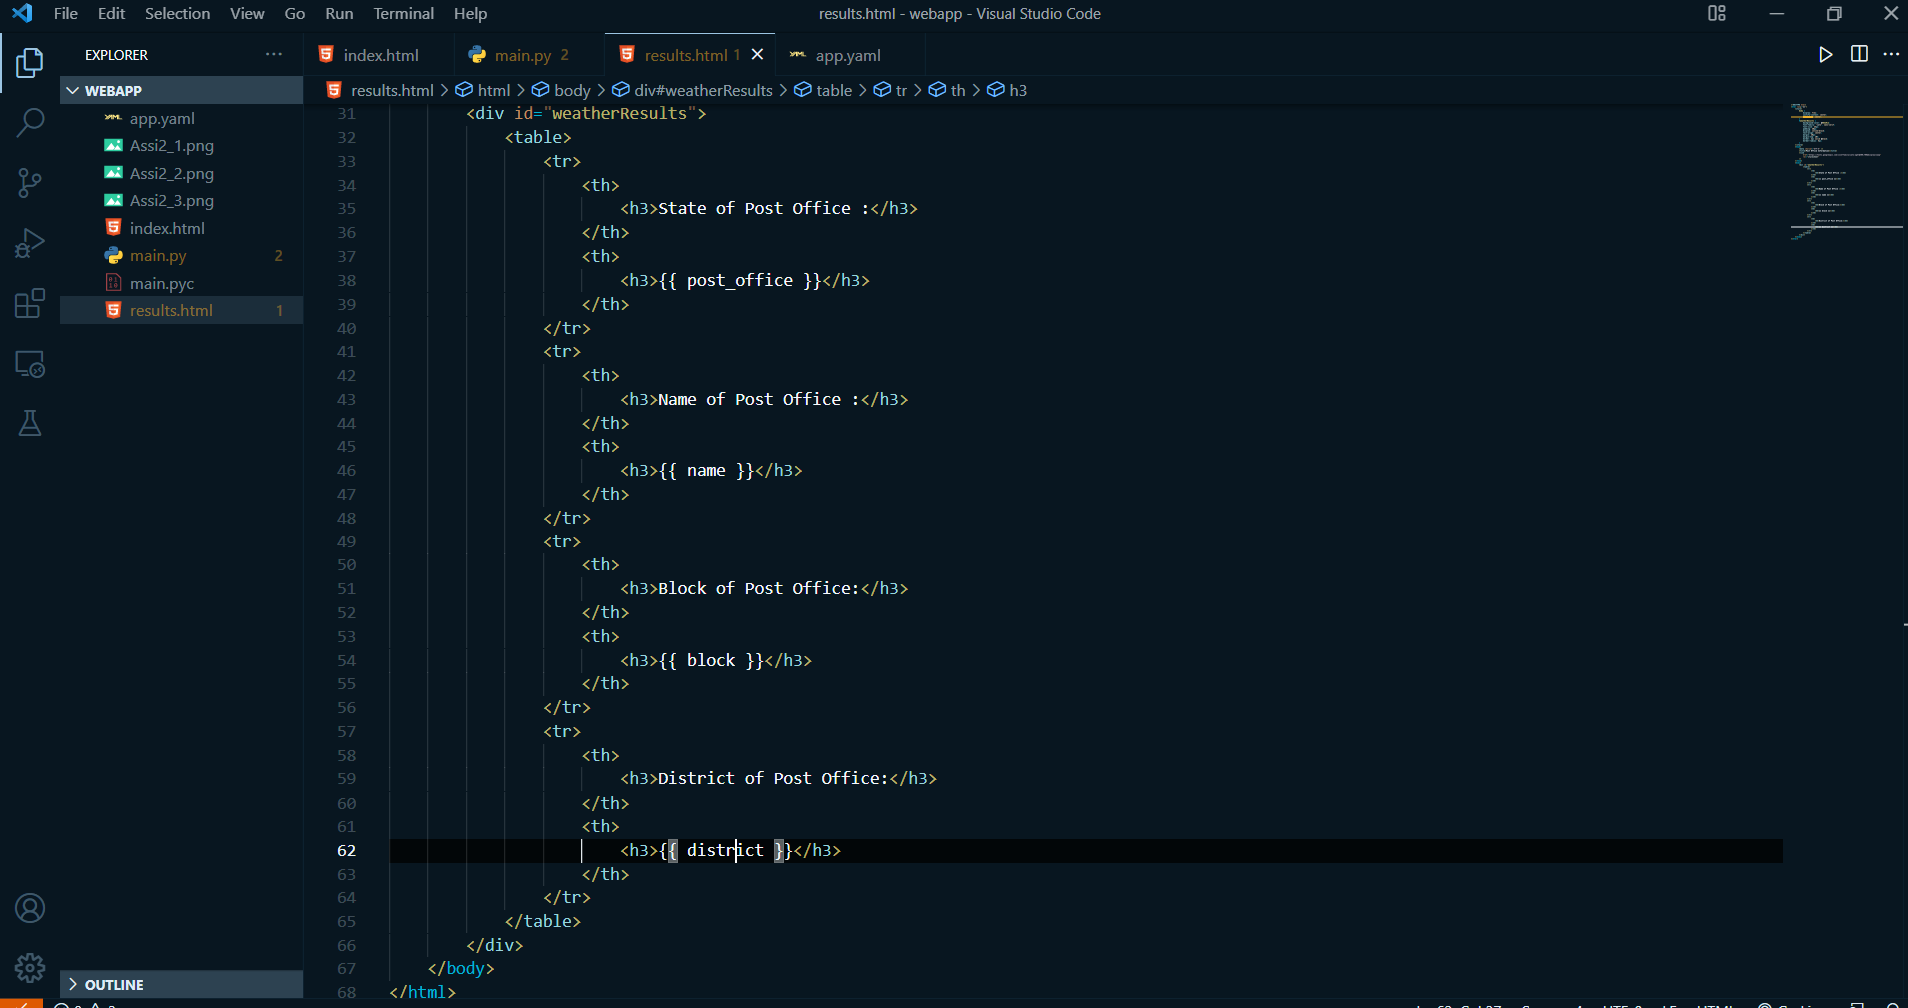 File Edit Selection View Go Run Terminal Help
results.html - webapp - Visual Studio Code
EXPLORER
index.html
main.py 2
results.html 1
app.yaml
WEBAPP
results.html > html > body > div#weatherResults > table > tr > th > h3
app.yaml
Assi2_1.png
Assi2_2.png
Assi2_3.png
index.html
main.py 2
main.pyc
results.html 1
OUTLINE
31 <div id="weatherResults">
32 <table>
33 <tr>
34 <th>
35 <h3>State of Post Office :</h3>
36 </th>
37 <th>
38 <h3>{{ post_office }}</h3>
39 </th>
40 </tr>
41 <tr>
42 <th>
43 <h3>Name of Post Office :</h3>
44 </th>
45 <th>
46 <h3>{{ name }}</h3>
47 </th>
48 </tr>
49 <tr>
50 <th>
51 <h3>Block of Post Office:</h3>
52 </th>
53 <th>
54 <h3>{{ block }}</h3>
55 </th>
56 </tr>
57 <tr>
58 <th>
59 <h3>District of Post Office:</h3>
60 </th>
61 <th>
62 <h3>{{ district }}</h3>
63 </th>
64 </tr>
65 </table>
66 </div>
67 </body>
68 </html>